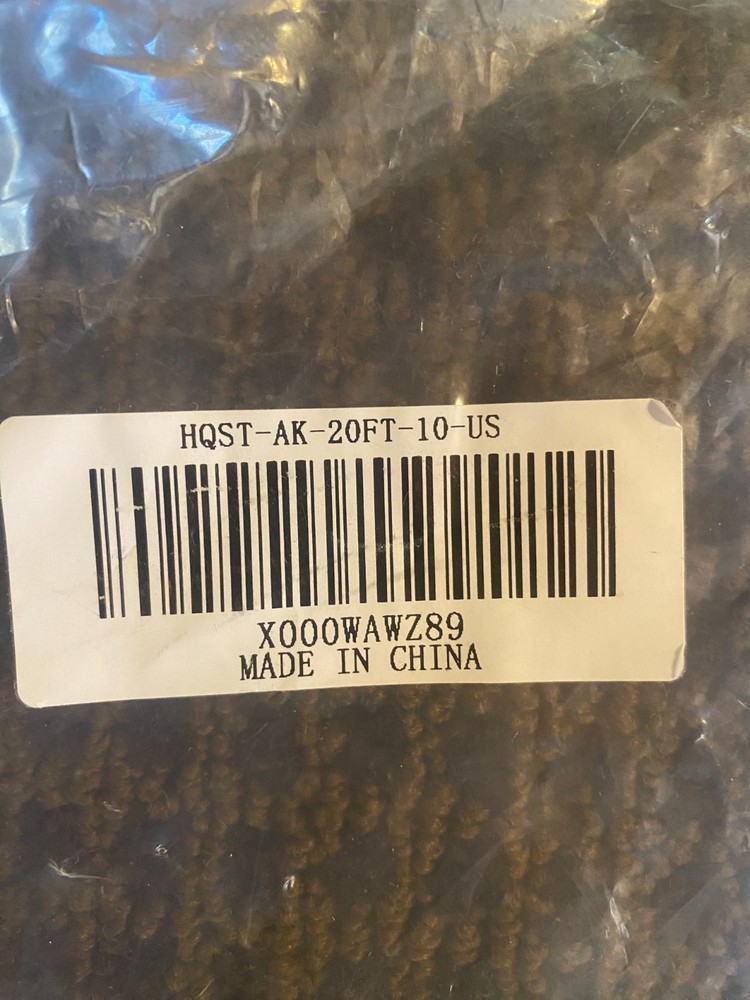 HQST-AK-20FT-10-US
X000WAWZ89
MADE IN CHINA